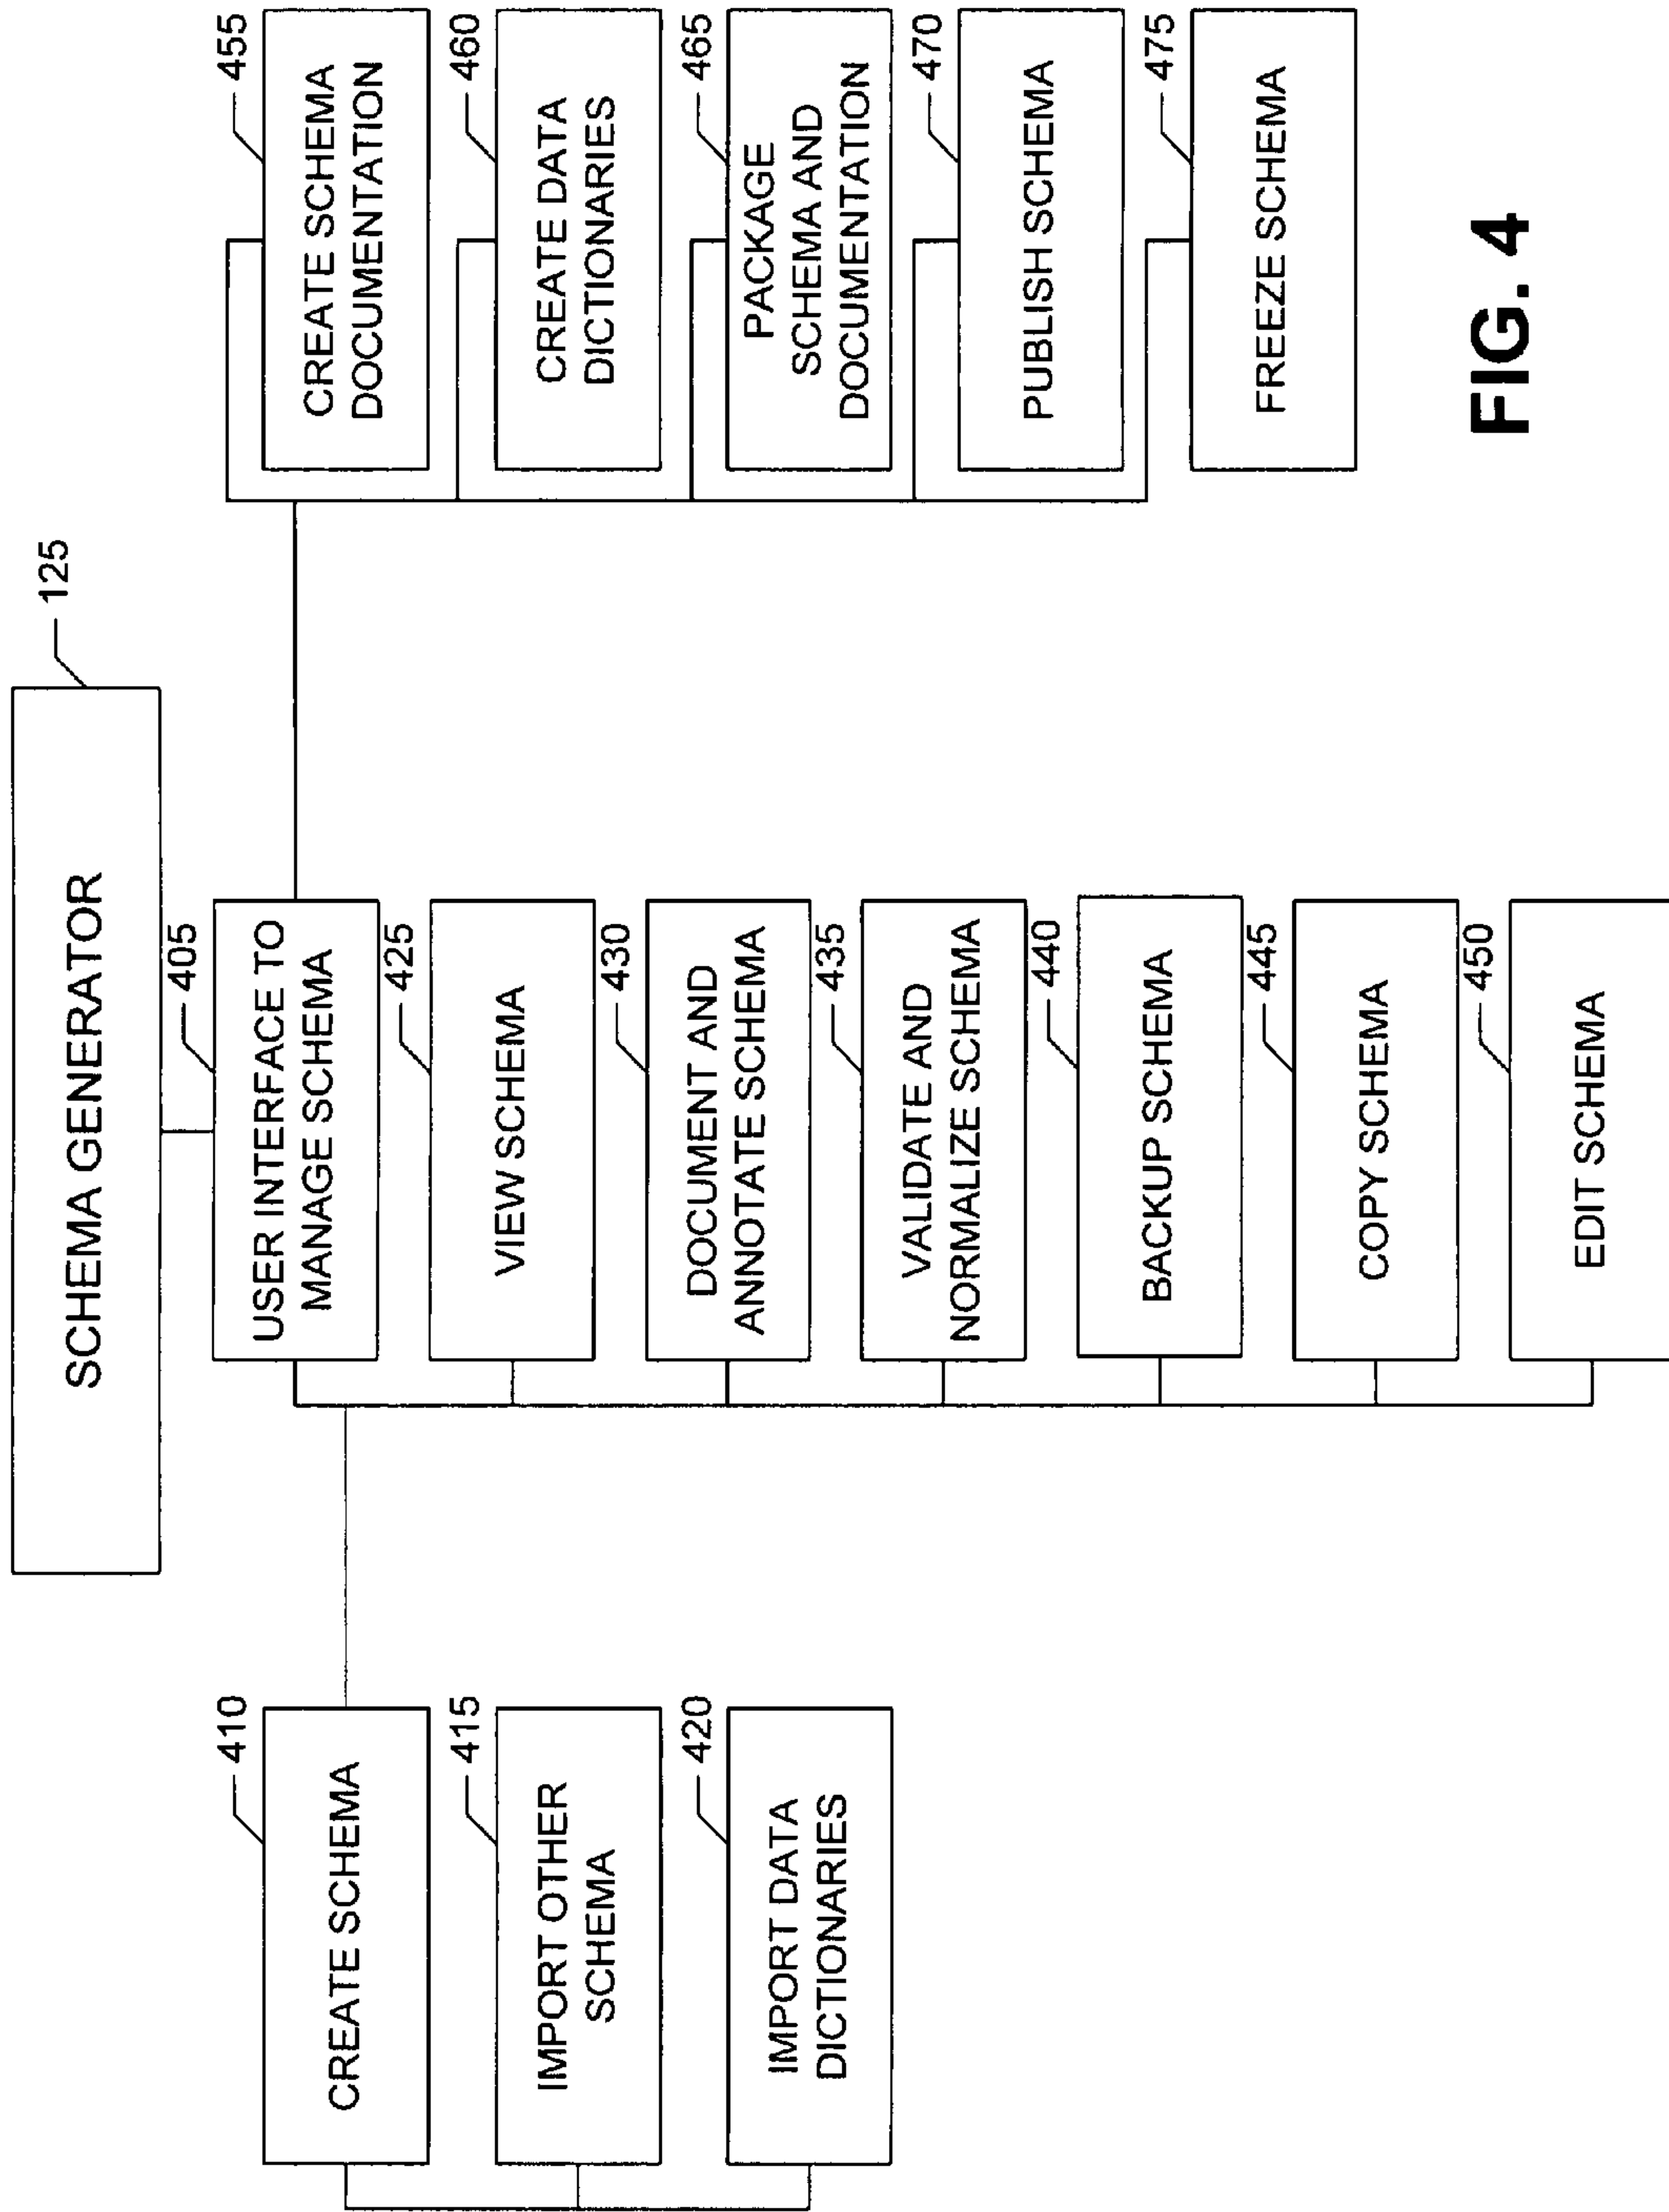 SCHEMA GENERATOR
125
410
CREATE SCHEMA
415
IMPORT OTHER
SCHEMA
420
IMPORT DATA
DICTIONARIES
405
USER INTERFACE TO
MANAGE SCHEMA
425
VIEW SCHEMA
430
DOCUMENT AND
ANNOTATE SCHEMA
435
VALIDATE AND
NORMALIZE SCHEMA
440
BACKUP SCHEMA
445
COPY SCHEMA
450
EDIT SCHEMA
455
CREATE SCHEMA
DOCUMENTATION
460
CREATE DATA
DICTIONARIES
465
PACKAGE
SCHEMA AND
DOCUMENTATION
470
PUBLISH SCHEMA
475
FREEZE SCHEMA
FIG. 4